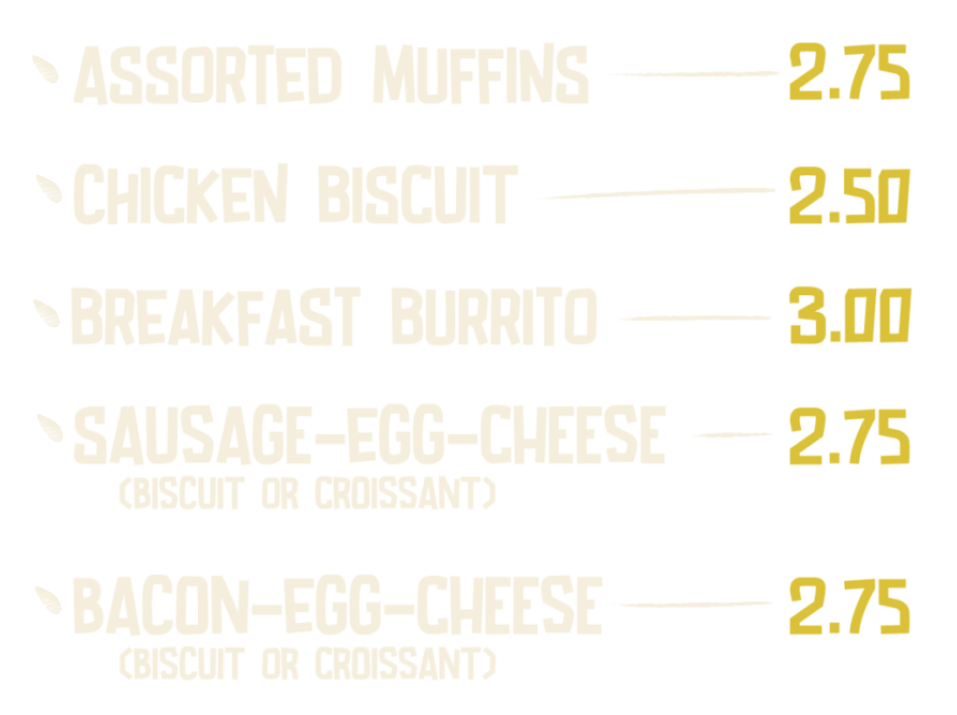 ASSORTED MUFFINS 2.75
CHICKEN BISCUIT 2.50
BREAKFAST BURRITO 3.00
SAUSAGE-EGG-CHEESE 2.75
(BISCUIT OR CROISSANT)
BACON-EGG-CHEESE 2.75
(BISCUIT OR CROISSANT)